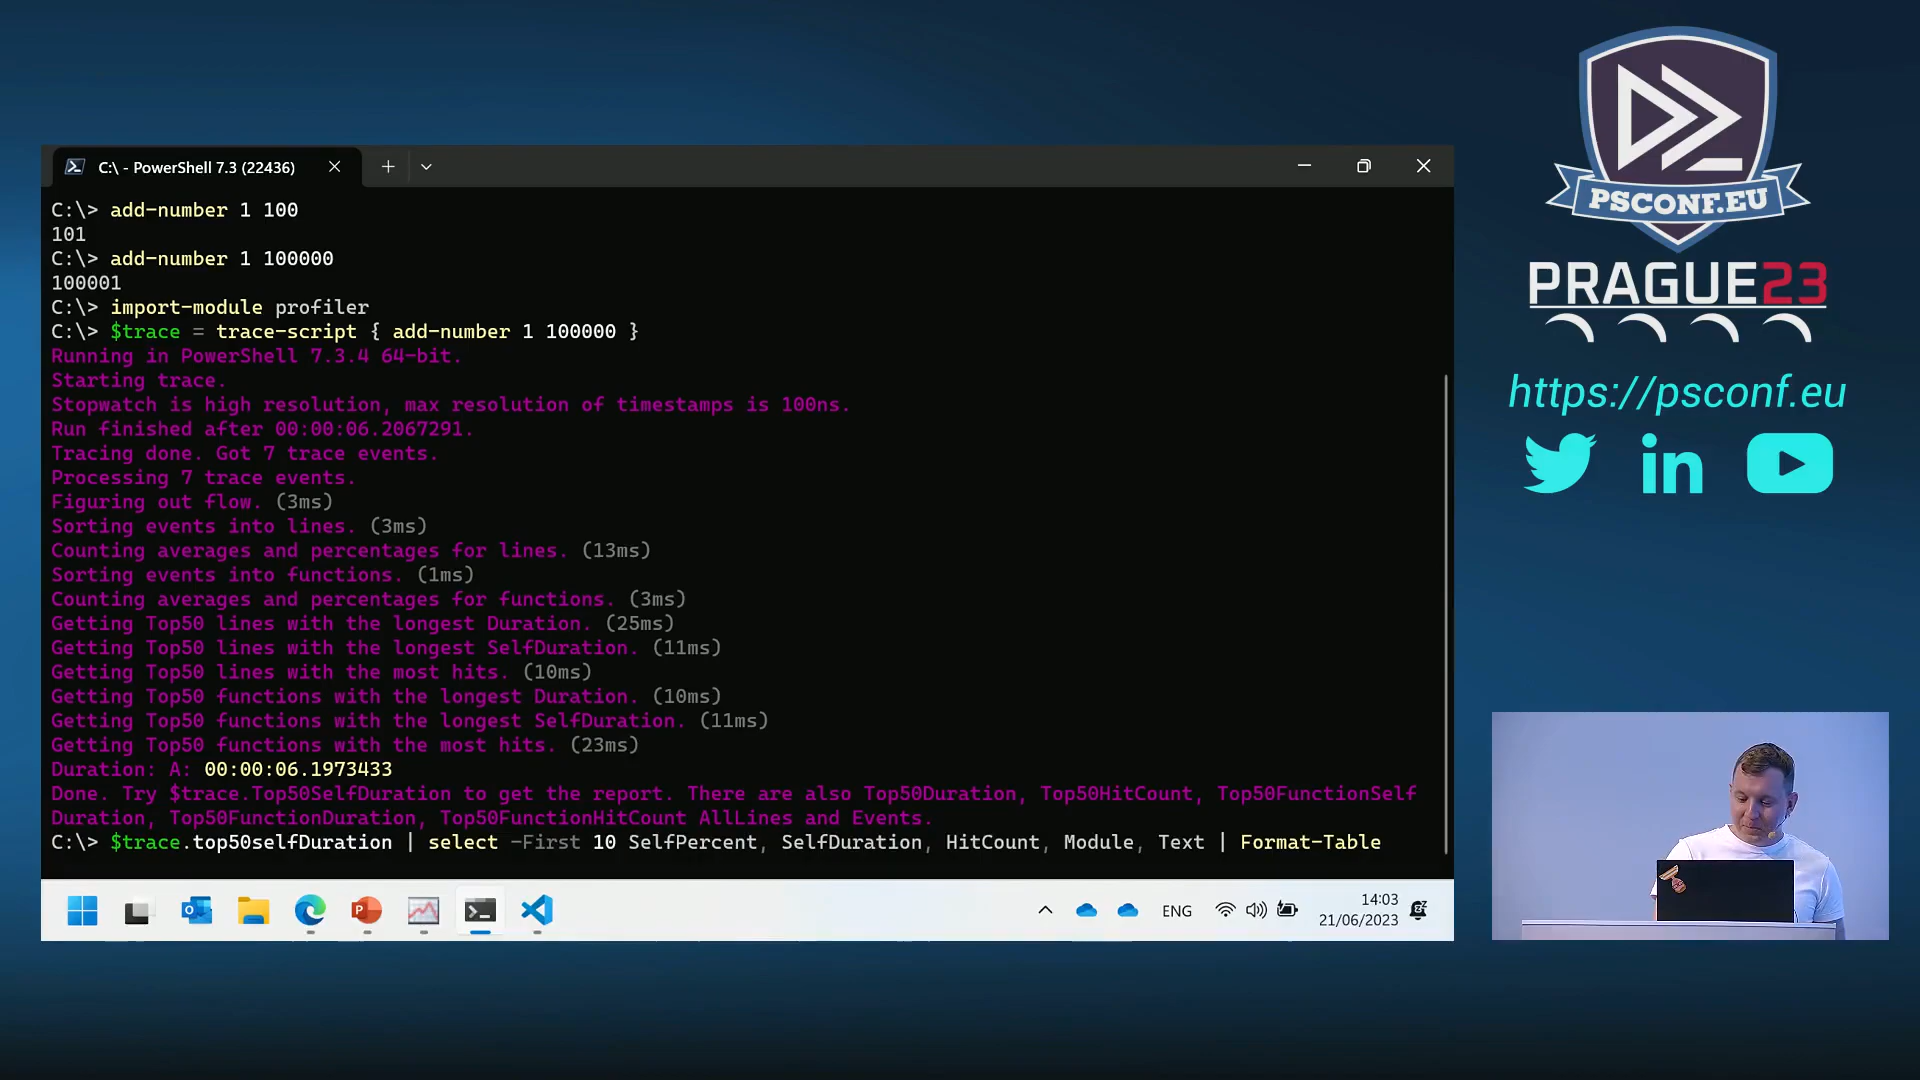 C:\ - PowerShell 7.3 (22436)
C:\> add-number 1 100
101
C:\> add-number 1 100000
100001
C:\> import-module profiler
C:\> $trace = trace-script { add-number 1 100000 }
Running in PowerShell 7.3.4 64-bit.
Starting trace.
Stopwatch is high resolution, max resolution of timestamps is 100ns.
Run finished after 00:00:06.2067291.
Tracing done. Got 7 trace events.
Processing 7 trace events.
Figuring out flow. (3ms)
Sorting events into lines. (3ms)
Counting averages and percentages for lines. (13ms)
Sorting events into functions. (1ms)
Counting averages and percentages for functions. (3ms)
Getting Top50 lines with the longest Duration. (25ms)
Getting Top50 lines with the longest SelfDuration. (11ms)
Getting Top50 lines with the most hits. (10ms)
Getting Top50 functions with the longest Duration. (10ms)
Getting Top50 functions with the longest SelfDuration. (11ms)
Getting Top50 functions with the most hits. (23ms)
Duration: A: 00:00:06.1973433
Done. Try $trace.Top50SelfDuration to get the report. There are also Top50Duration, Top50HitCount, Top50FunctionSelf
Duration, Top50FunctionDuration, Top50FunctionHitCount AllLines and Events.
C:\> $trace.top50selfDuration | select -First 10 SelfPercent, SelfDuration, HitCount, Module, Text | Format-Table
ENG
14:03
21/06/2023
PSCONF.EU
PRAGUE23
https://psconf.eu
in